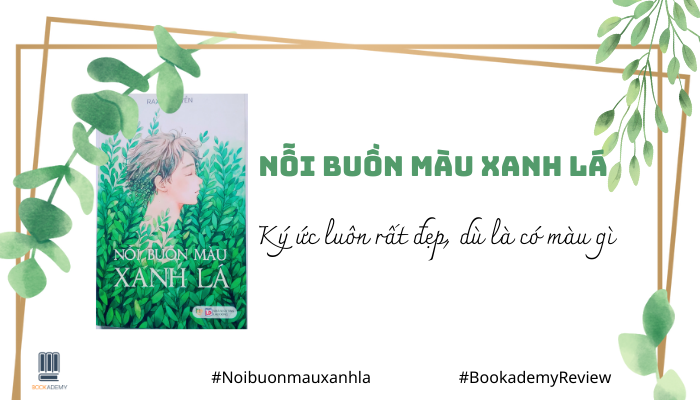 NỖI BUỒN MÀU XANH LÁ
Ký ức luôn rất đẹp, dù là có màu gì
NỖI BUỒN MÀU
XANH LÁ
BOOKADEMY
#Noibuonmauxanhla
#BookademyReview